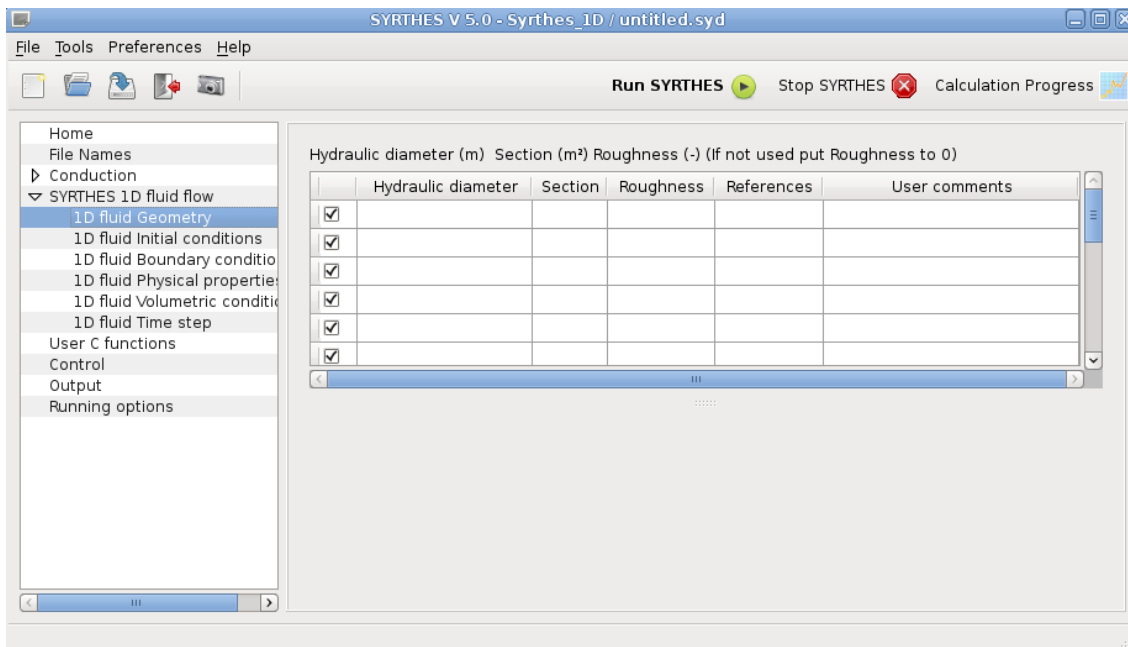 SYRTHES V 5.0 - Syrthes_1D / untitled.syd
File Tools Preferences Help
Run SYRTHES Stop SYRTHES Calculation Progress
Home
File Names
Conduction
SYRTHES 1D fluid flow
1D fluid Geometry
1D fluid Initial conditions
1D fluid Boundary conditio
1D fluid Physical propertie
1D fluid Volumetric conditi
1D fluid Time step
User C functions
Control
Output
Running options
Hydraulic diameter (m) Section (m²) Roughness (-) (If not used put Roughness to 0)
Hydraulic diameter Section Roughness References User comments